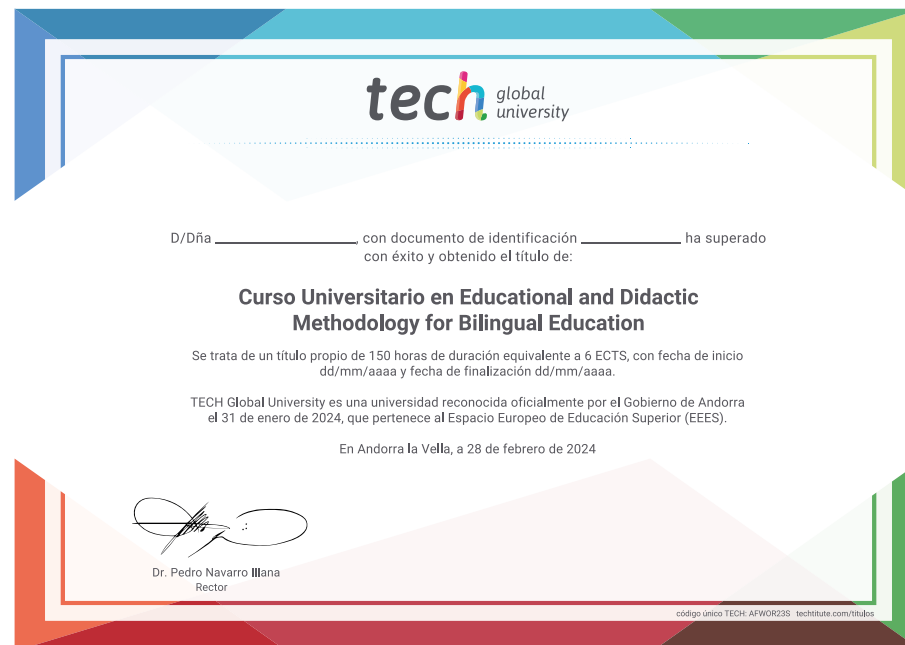 tech global university
D/Dña ________________, con documento de identificación ____________ ha superado
con éxito y obtenido el título de:
Curso Universitario en Educational and Didactic
Methodology for Bilingual Education
Se trata de un título propio de 150 horas de duración equivalente a 6 ECTS, con fecha de inicio
dd/mm/aaaa y fecha de finalización dd/mm/aaaa.
TECH Global University es una universidad reconocida oficialmente por el Gobierno de Andorra
el 31 de enero de 2024, que pertenece al Espacio Europeo de Educación Superior (EEES).
En Andorra la Vella, a 28 de febrero de 2024
Dr. Pedro Navarro Illana
Rector
código único TECH: AFWOR23S techtitute.com/titulos